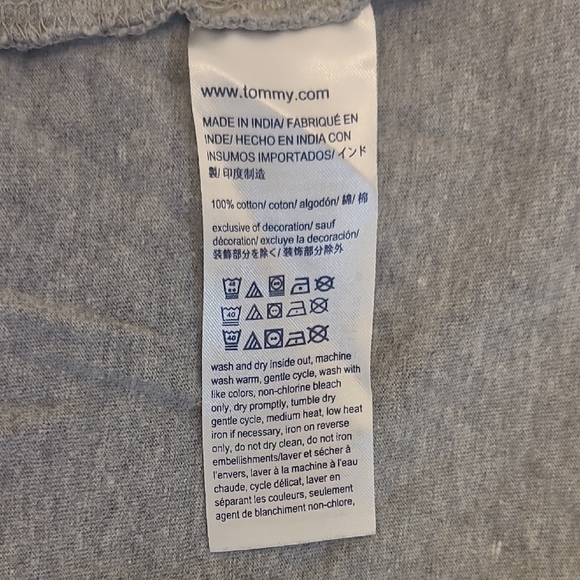 www.tommy.com
MADE IN INDIA/ FABRIQUÉ EN
INDE/ HECHO EN INDIA CON
INSUMOS IMPORTADOS/ インド
製/ 印度制造
100% cotton/ coton/ algodón/ 綿/ 棉
exclusive of decoration/ sauf
décoration/ excluye la decoración/
装飾部分を除く/ 装饰部分除外
40
40
40
wash and dry inside out, machine
wash warm, gentle cycle, wash with
like colors, non-chlorine bleach
only, dry promptly, tumble dry
gentle cycle, medium heat, low heat
iron if necessary, iron on reverse
only, do not dry clean, do not iron
embellishments/laver et sécher à
l'envers, laver à la machine à l'eau
chaude, cycle délicat, laver en
séparant les couleurs, seulement
agent de blanchiment non-chlore,